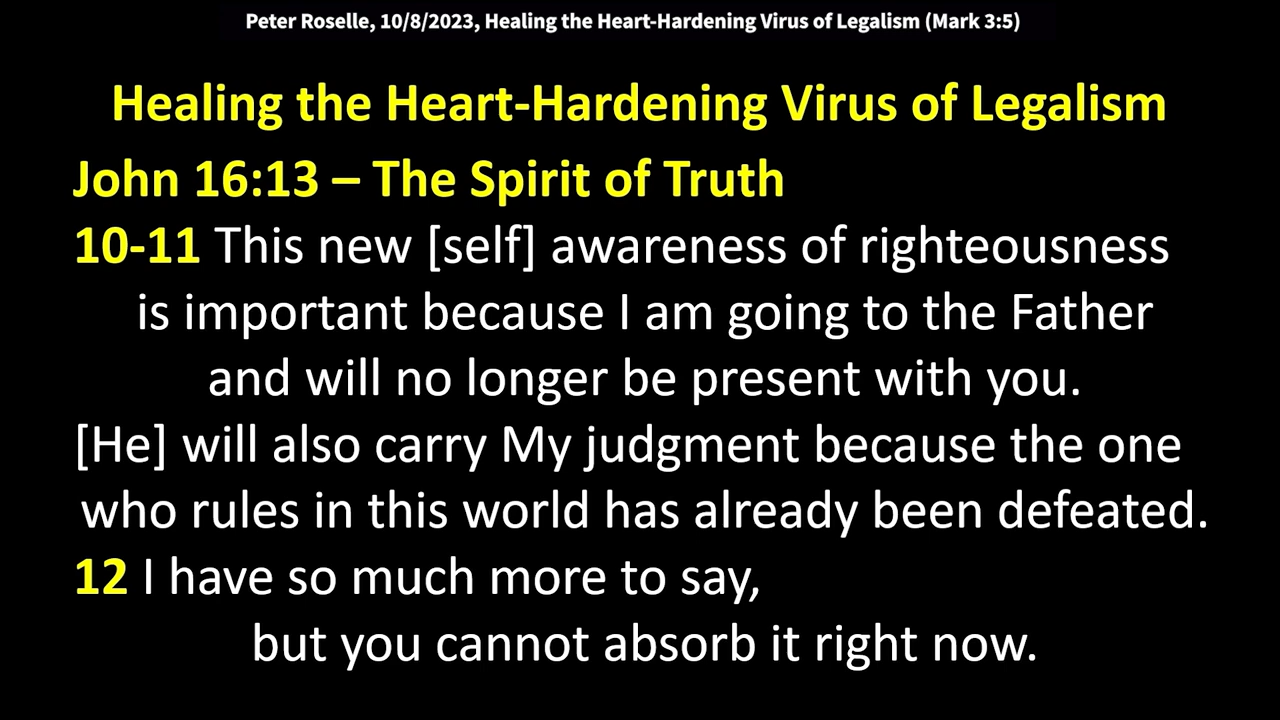 Peter Roselle, 10/8/2023, Healing the Heart-Hardening Virus of Legalism (Mark 3:5)
Healing the Heart-Hardening Virus of Legalism
John 16:13 – The Spirit of Truth
10-11 This new [self] awareness of righteousness
is important because I am going to the Father
and will no longer be present with you.
[He] will also carry My judgment because the one
who rules in this world has already been defeated.
12 I have so much more to say,
but you cannot absorb it right now.